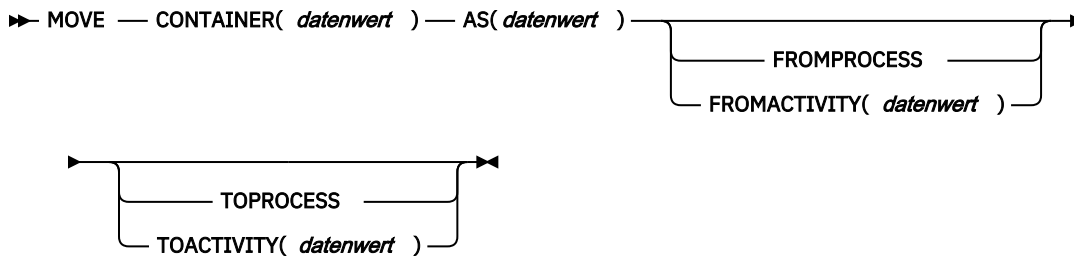 MOVE CONTAINER( datenwert ) AS( datenwert )
FROMPROCESS
FROMACTIVITY( datenwert )
TOPROCESS
TOACTIVITY( datenwert )